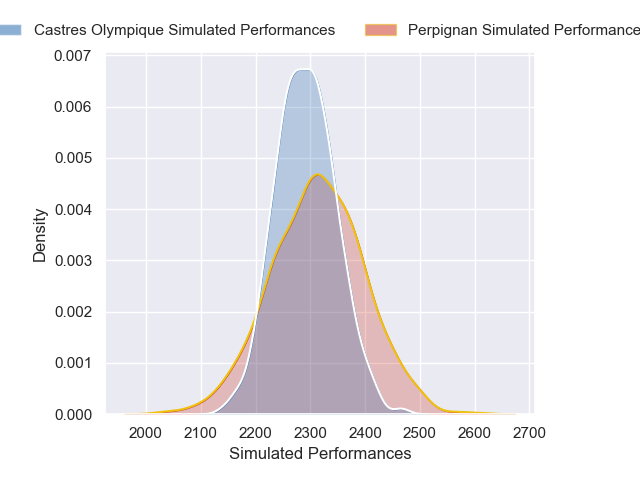 Castres Olympique Simulated Performances
Perpignan Simulated Performance
0.007
0.006
0.005
0.004
0.003
0.002
0.001
0.000
Density
2000 2100 2200 2300 2400 2500 2600 2700
Simulated Performances